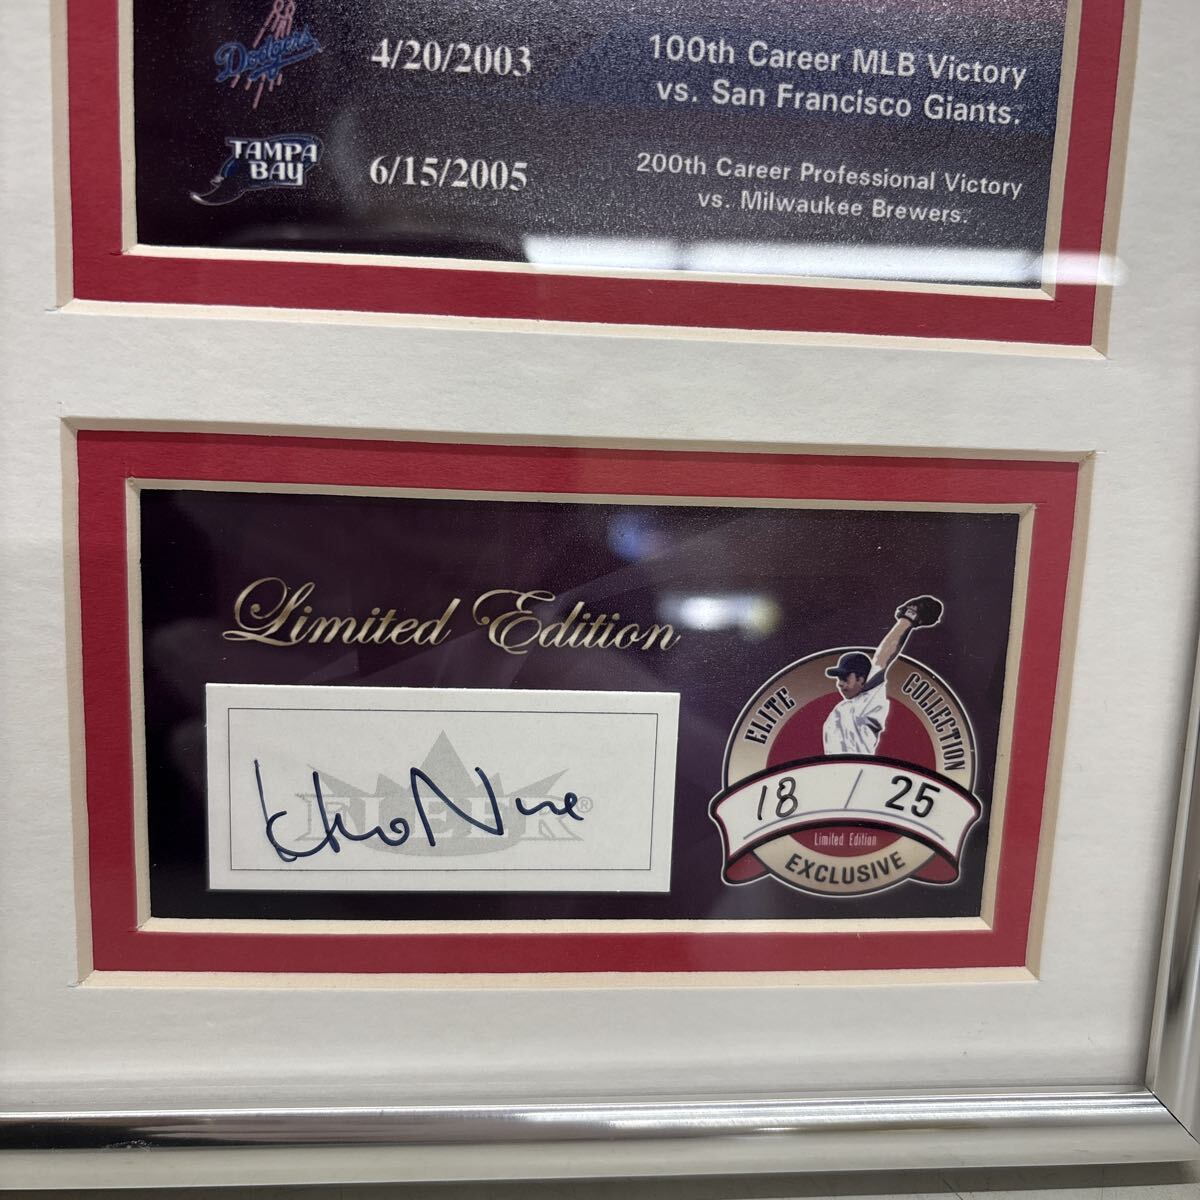 Dodgers
4/20/2003
100th Career MLB Victory
vs. San Francisco Giants.
TAMPA
BAY
6/15/2005
200th Career Professional Victory
vs. Milwaukee Brewers.
Limited Edition
FLEER®
ELITE
COLLECTION
18 / 25
Limited Edition
EXCLUSIVE